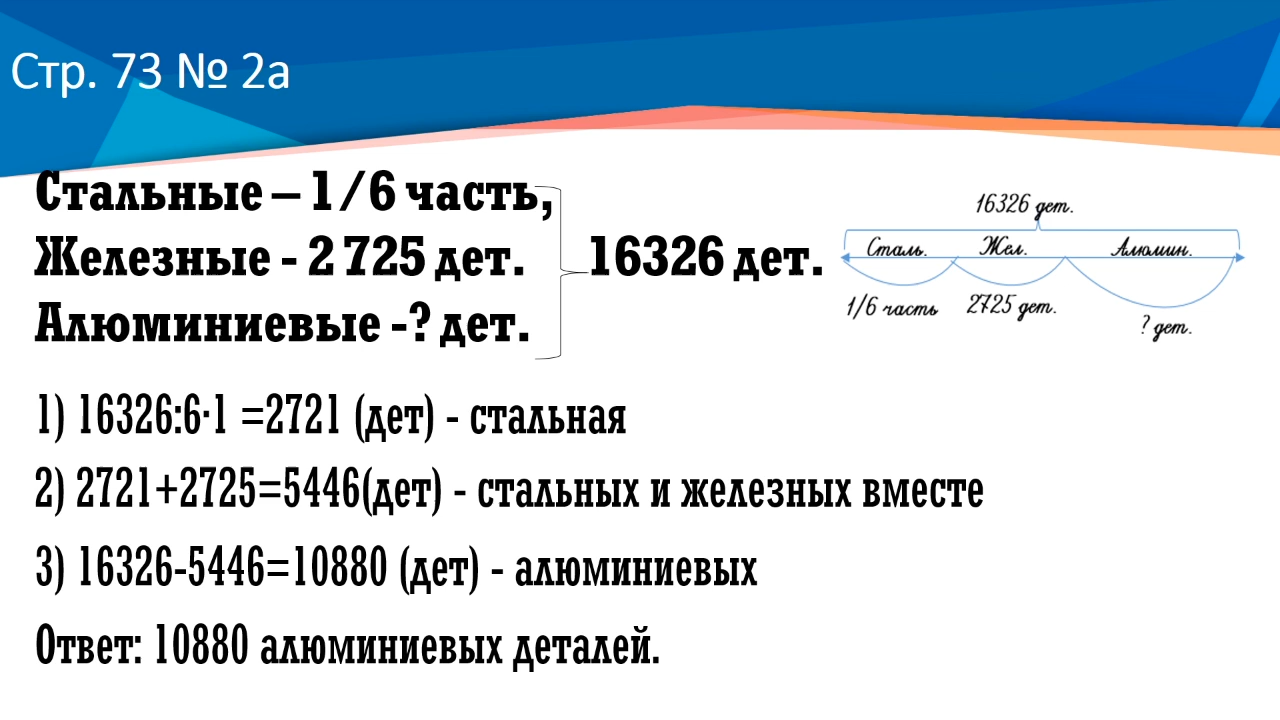 Стр. 73 № 2а
Стальные – 1/6 часть,
Железные - 2 725 дет.
16326 дет.
Алюминиевые -? дет.
16326 дет.
Сталь. Жел. Алюмин.
1/6 часть 2725 дет.
? дет.
1) 16326:6·1 =2721 (дет) - стальная
2) 2721+2725=5446(дет) - стальных и железных вместе
3) 16326-5446=10880 (дет) - алюминиевых
Ответ: 10880 алюминиевых деталей.